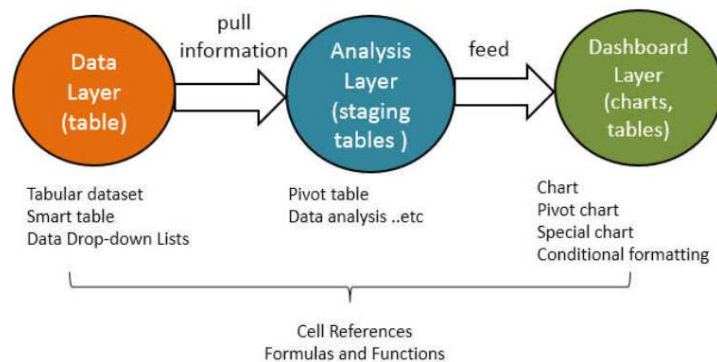 pull
information
feed
Data
Layer
(table)
Analysis
Layer
(staging
tables )
Dashboard
Layer
(charts,
tables)
Tabular dataset
Smart table
Data Drop-down Lists
Pivot table
Data analysis ..etc
Chart
Pivot chart
Special chart
Conditional formatting
Cell References
Formulas and Functions